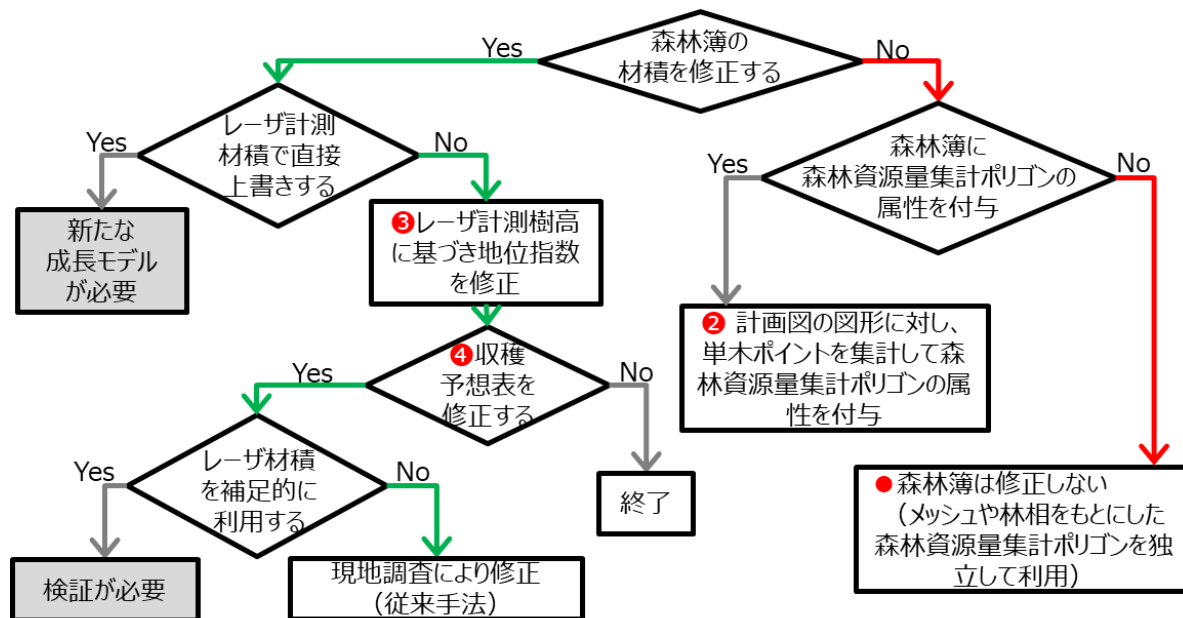 森林簿の
材積を修正する
Yes
No
レーザ計測
材積で直接
上書きする
Yes
No
森林簿に
森林資源量集計ポリゴンの
属性を付与
Yes
No
新たな
成長モデル
が必要
❸レーザ計測樹高
に基づき地位指数
を修正
❷ 計画図の図形に対し、
単木ポイントを集計して森
林資源量集計ポリゴンの属
性を付与
❹収穫
予想表を
修正する
Yes
No
レーザ材積
を補足的に
利用する
Yes
No
終了
●森林簿は修正しない
（メッシュや林相をもとにした
森林資源量集計ポリゴンを独
立して利用）
検証が必要
現地調査により修正
（従来手法）